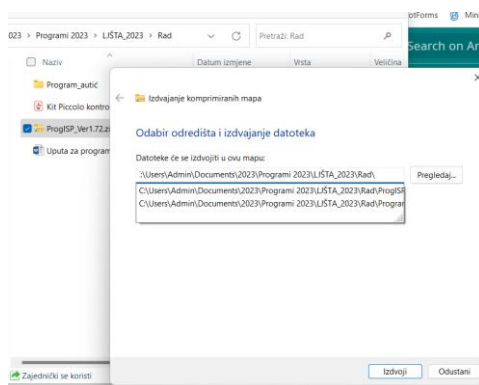 otForms Mini
023 > Programi 2023 > LJŠTA_2023 > Rad
Pretraži: Rad
Search on Ar
Naziv Datum izmjene Vrsta Veličina
Program_autić
Kit Piccolo kontro
ProgISP_Ver1.72.zi
Uputa za program
Izdvajanje komprimiranih mapa
Odabir odredišta i izdvajanje datoteka
Datoteke će se izdvojiti u ovu mapu:
:\Users\Admin\Documents\2023\Programi 2023\LJŠTA_2023\Rad\
Pregledaj...
C:\Users\Admin\Documents\2023\Programi 2023\LJŠTA_2023\Rad\ProgISP
C:\Users\Admin\Documents\2023\Programi 2023\LJŠTA_2023\Rad\Program
Izdvoji Odustani
Zajednički se koristi